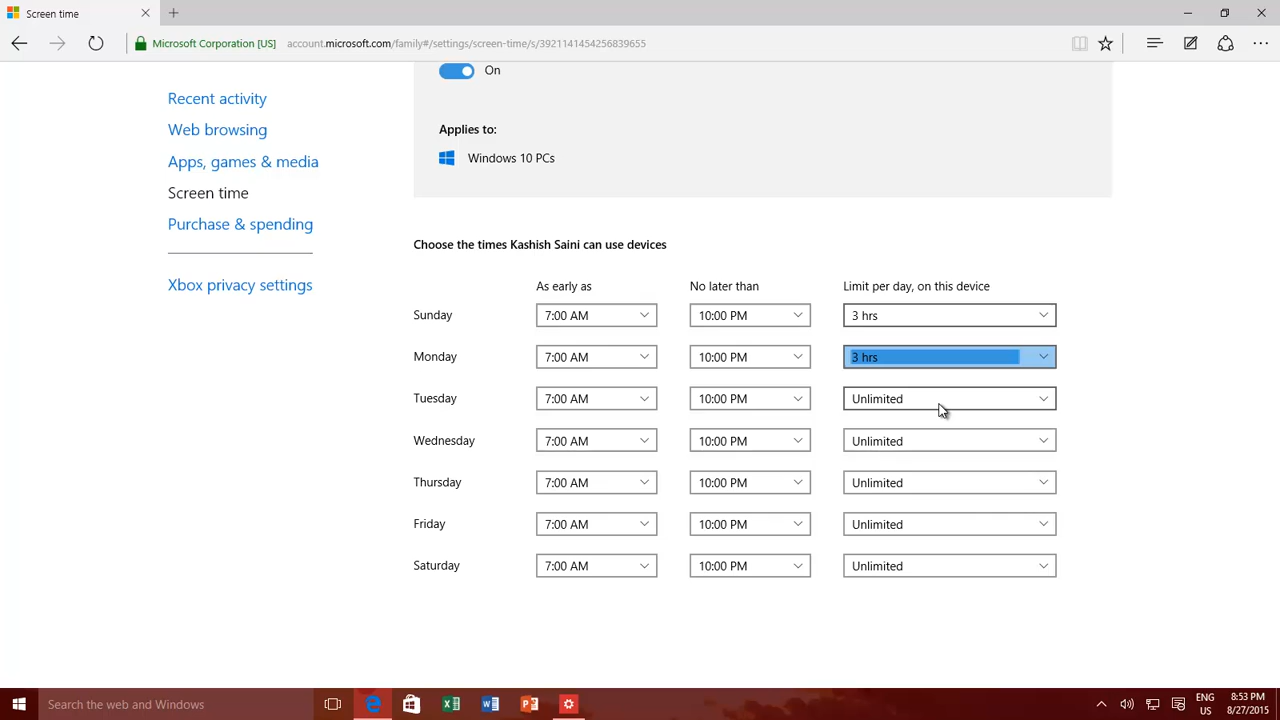 Screen time
Microsoft Corporation [US]
account.microsoft.com/family#/settings/screen-time/s/3921141454256839655
On
Recent activity
Applies to:
Web browsing
Windows 10 PCs
Apps, games & media
Screen time
Purchase & spending
Choose the times Kashish Saini can use devices
Xbox privacy settings
As early as No later than Limit per day, on this device
Sunday 7:00 AM 10:00 PM 3 hrs
Monday 7:00 AM 10:00 PM 3 hrs
Tuesday 7:00 AM 10:00 PM Unlimited
Wednesday 7:00 AM 10:00 PM Unlimited
Thursday 7:00 AM 10:00 PM Unlimited
Friday 7:00 AM 10:00 PM Unlimited
Saturday 7:00 AM 10:00 PM Unlimited
Search the web and Windows
ENG 8:53 PM
US 8/27/2015